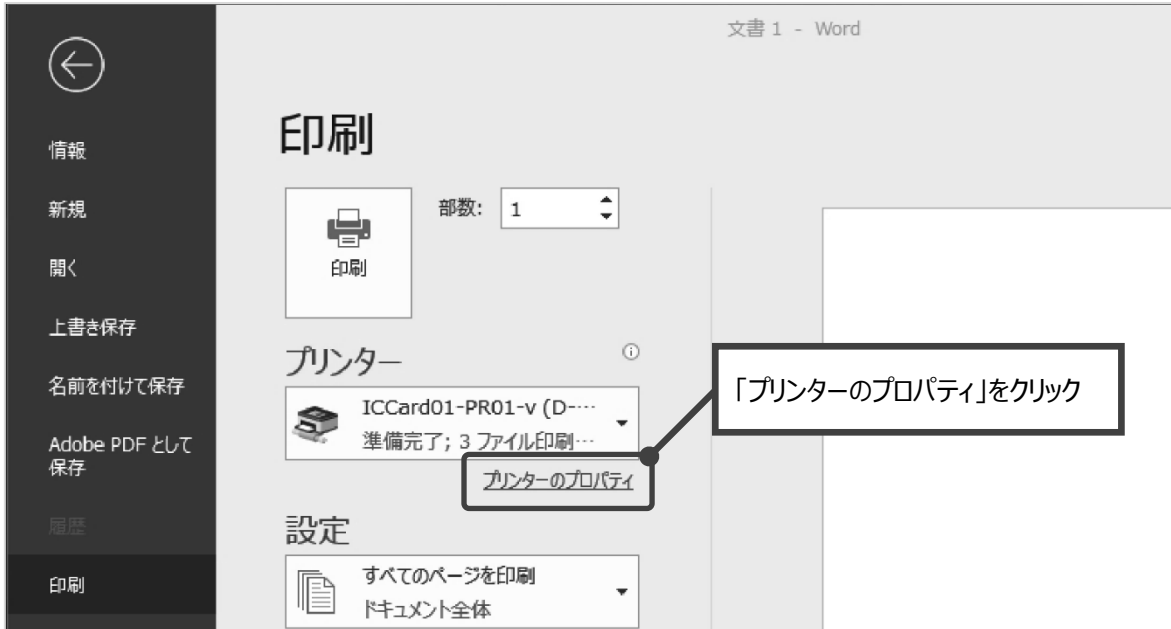 文書 1 - Word
情報
新規
開く
上書き保存
名前を付けて保存
Adobe PDF として
保存
履歴
印刷
印刷
印刷
部数: 1
プリンター
ICCard01-PR01-v (D-…
準備完了; 3 ファイル印刷…
プリンターのプロパティ
「プリンターのプロパティ」をクリック
設定
すべてのページを印刷
ドキュメント全体